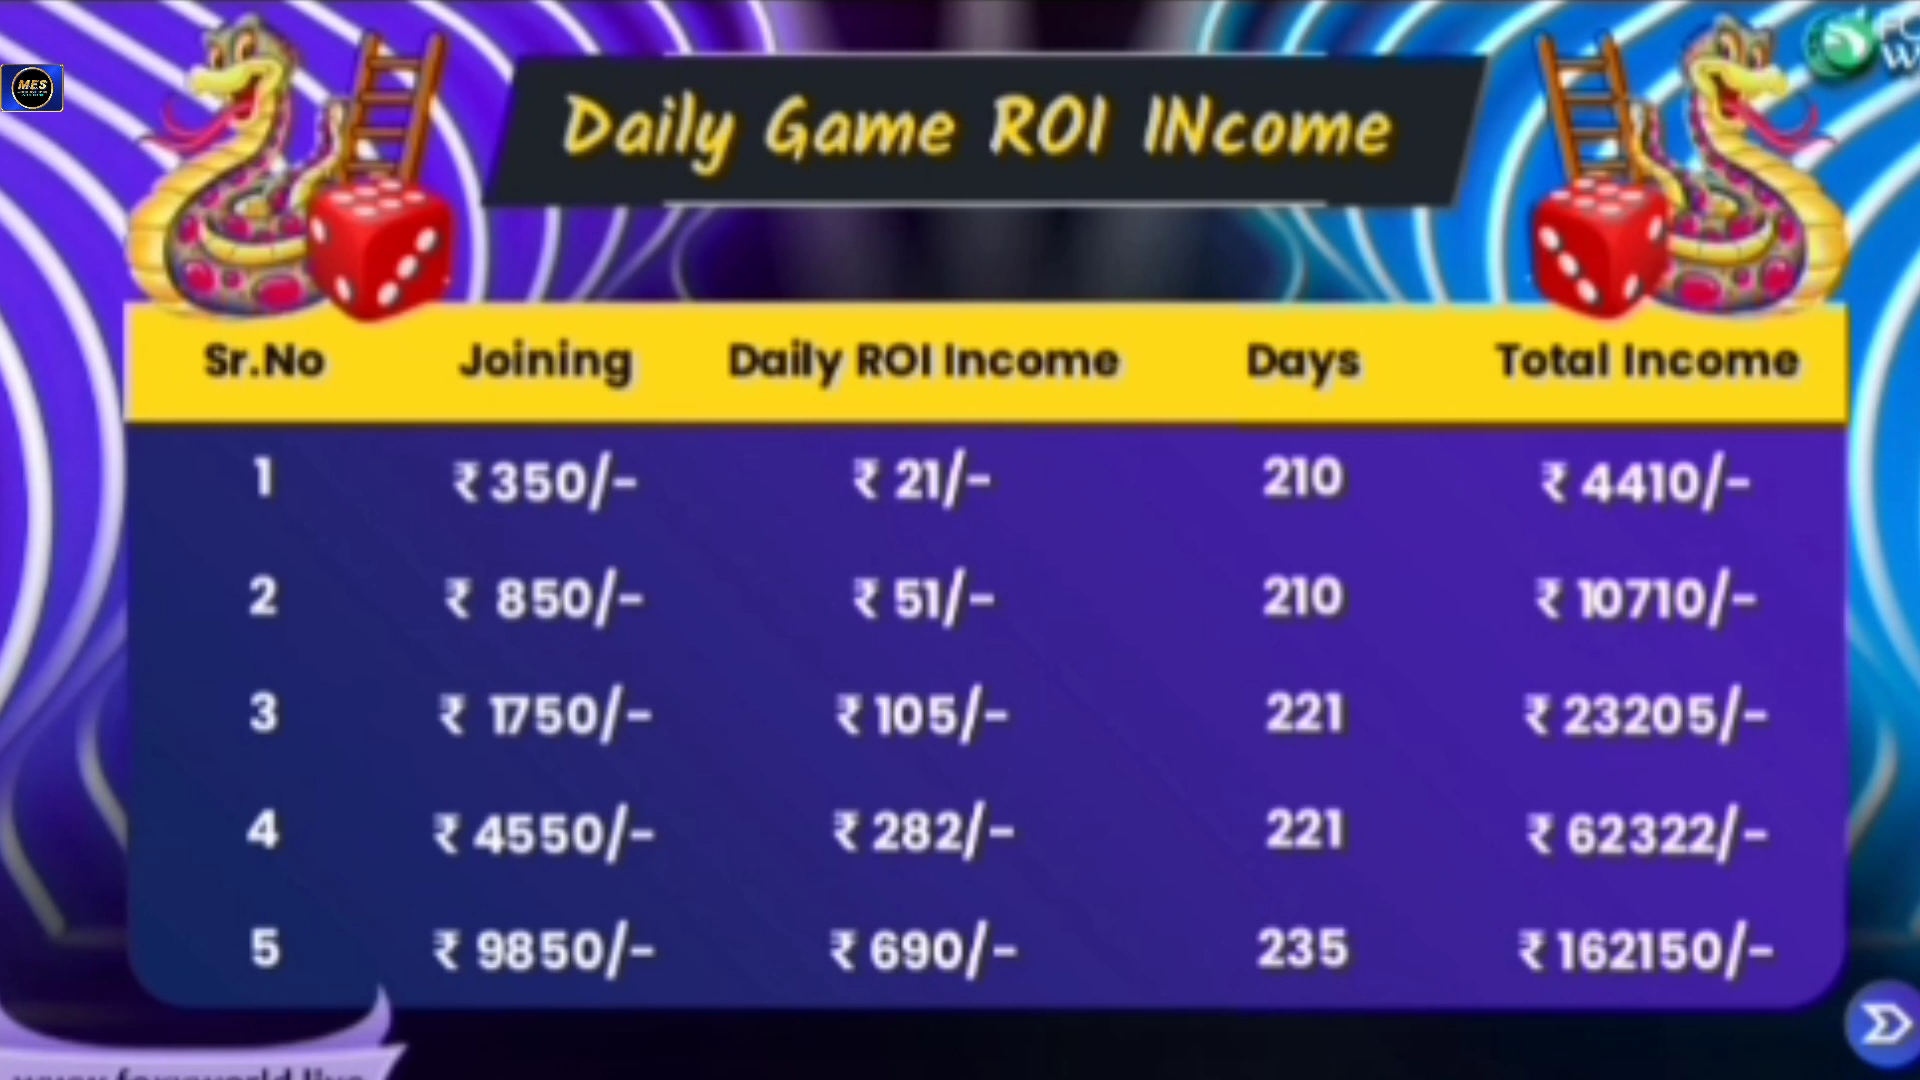 MES
Daily Game ROI INcome
Sr.No Joining Daily ROI Income Days Total Income
1 ₹ 350/- ₹ 21/- 210 ₹ 4410/-
2 ₹ 850/- ₹ 51/- 210 ₹ 10710/-
3 ₹ 1750/- ₹ 105/- 221 ₹ 23205/-
4 ₹ 4550/- ₹ 282/- 221 ₹ 62322/-
5 ₹ 9850/- ₹ 690/- 235 ₹ 162150/-